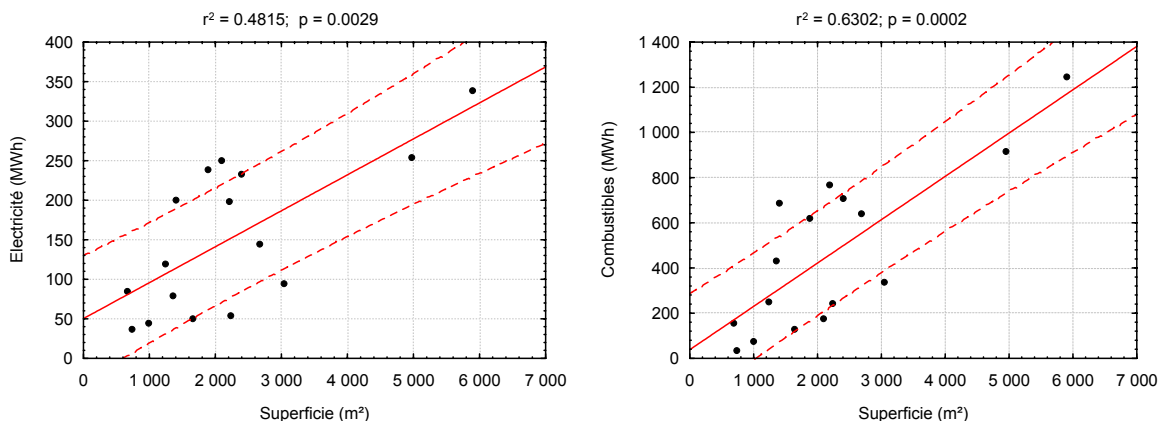 r² = 0.4815; p = 0.0029
400
350
300
250
200
150
100
50
0
Electricité (MWh)
0 1 000 2 000 3 000 4 000 5 000 6 000 7 000
Superficie (m²)
r² = 0.6302; p = 0.0002
1 400
1 200
1 000
800
600
400
200
0
Combustibles (MWh)
0 1 000 2 000 3 000 4 000 5 000 6 000 7 000
Superficie (m²)